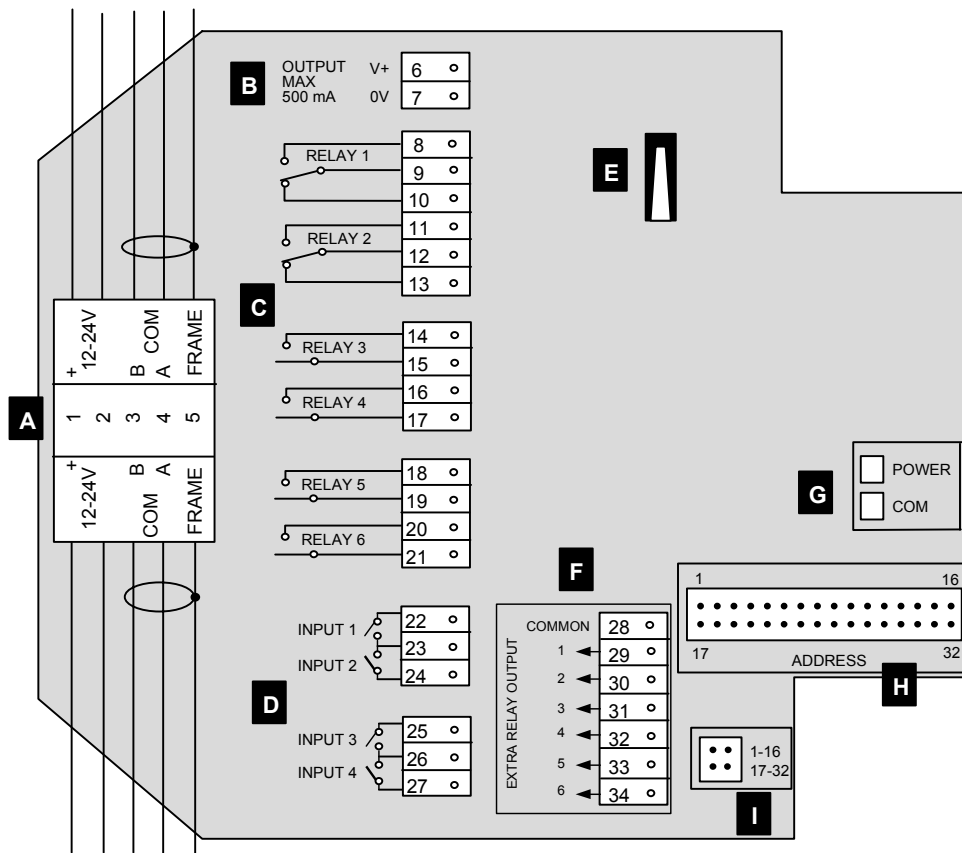 B
OUTPUT V+ 6
MAX
500 mA 0V 7
8
RELAY 1
9
10
11
RELAY 2
12
13
E
C
14
RELAY 3
15
16
RELAY 4
17
+
12-24V
B
COM
A
FRAME
A
1
2
3
4
5
+
12-24V
B
COM
A
FRAME
18
RELAY 5
19
20
RELAY 6
21
G
POWER
COM
F
1 16
17 32
ADDRESS
H
INPUT 1 22
23
INPUT 2 24
D
INPUT 3 25
26
INPUT 4 27
EXTRA RELAY OUTPUT
COMMON 28
1 29
2 30
3 31
4 32
5 33
6 34
1-16
17-32
I